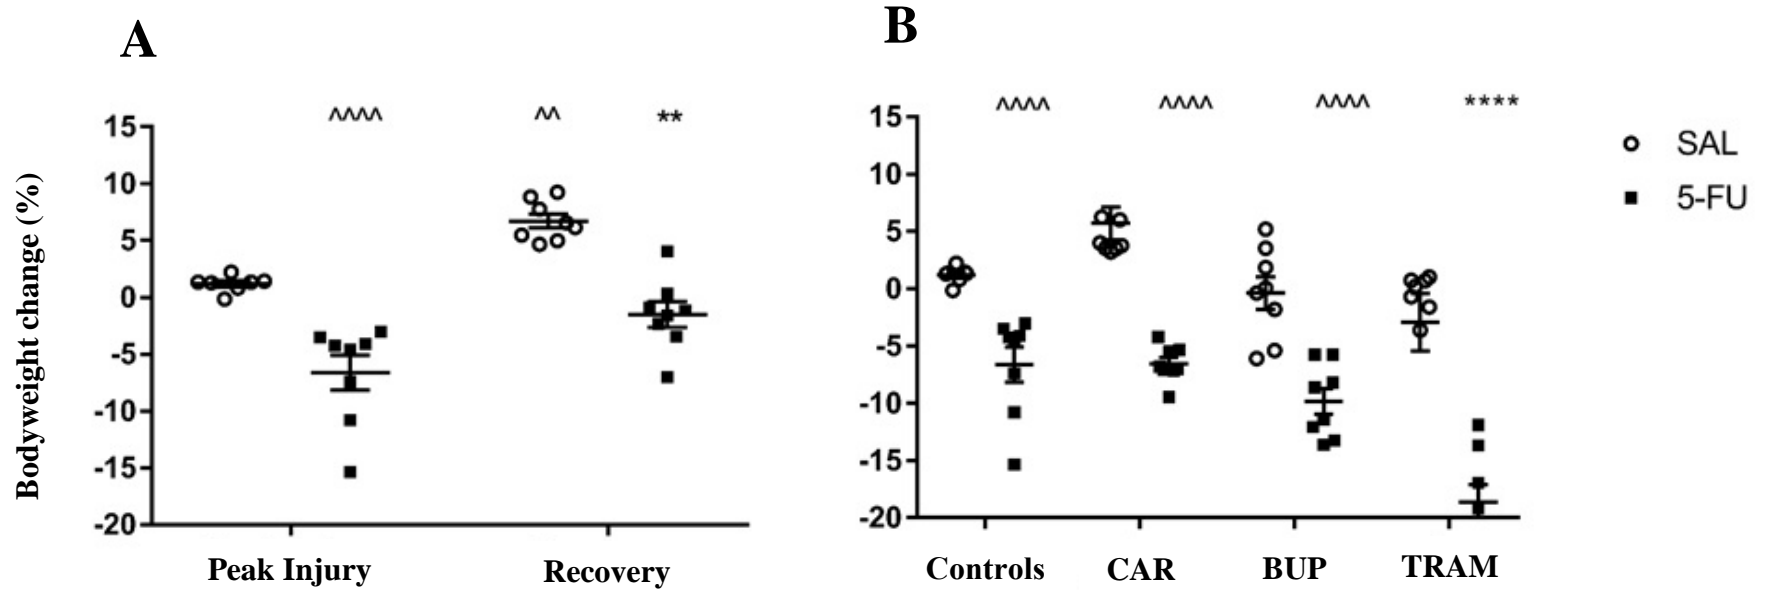 A
B
Bodyweight change (%)
^^^^
^^
**
15
10
5
0
-5
-10
-15
-20
Peak Injury
Recovery
^^^^
^^^^
^^^^
****
15
10
5
0
-5
-10
-15
-20
Controls
CAR
BUP
TRAM
SAL
5-FU